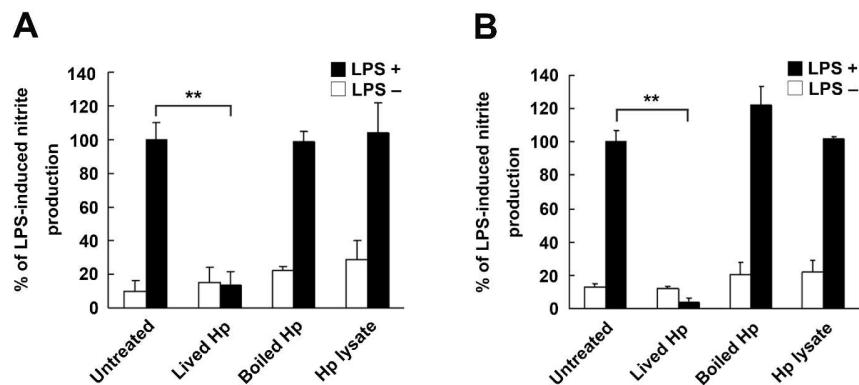 A
LPS +
LPS –
**
% of LPS-induced nitrite
production
140
120
100
80
60
40
20
0
Untreated
Lived Hp
Boiled Hp
Hp lysate
B
LPS +
LPS –
**
% of LPS-induced nitrite
production
140
120
100
80
60
40
20
0
Untreated
Lived Hp
Boiled Hp
Hp lysate